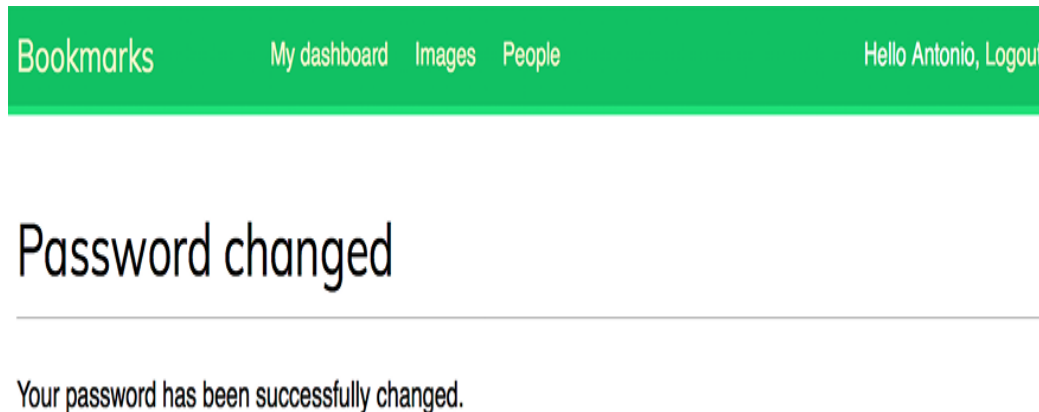 Bookmarks My dashboard Images People Hello Antonio, Logout
Password changed
Your password has been successfully changed.